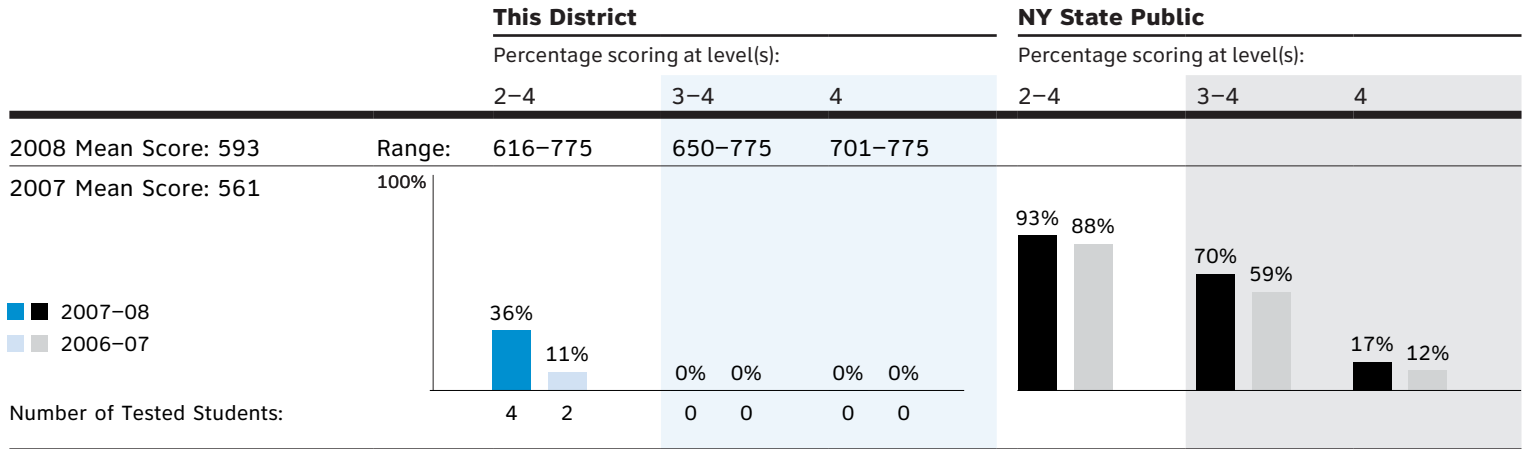 This District NY State Public
Percentage scoring at level(s): Percentage scoring at level(s):
2–4 3–4 4 2–4 3–4 4
2008 Mean Score: 593 Range: 616–775 650–775 701–775
2007 Mean Score: 561 100%
93% 88%
70% 59%
2007–08 36% 17% 12%
2006–07 11%
0% 0% 0% 0%
Number of Tested Students: 4 2 0 0 0 0